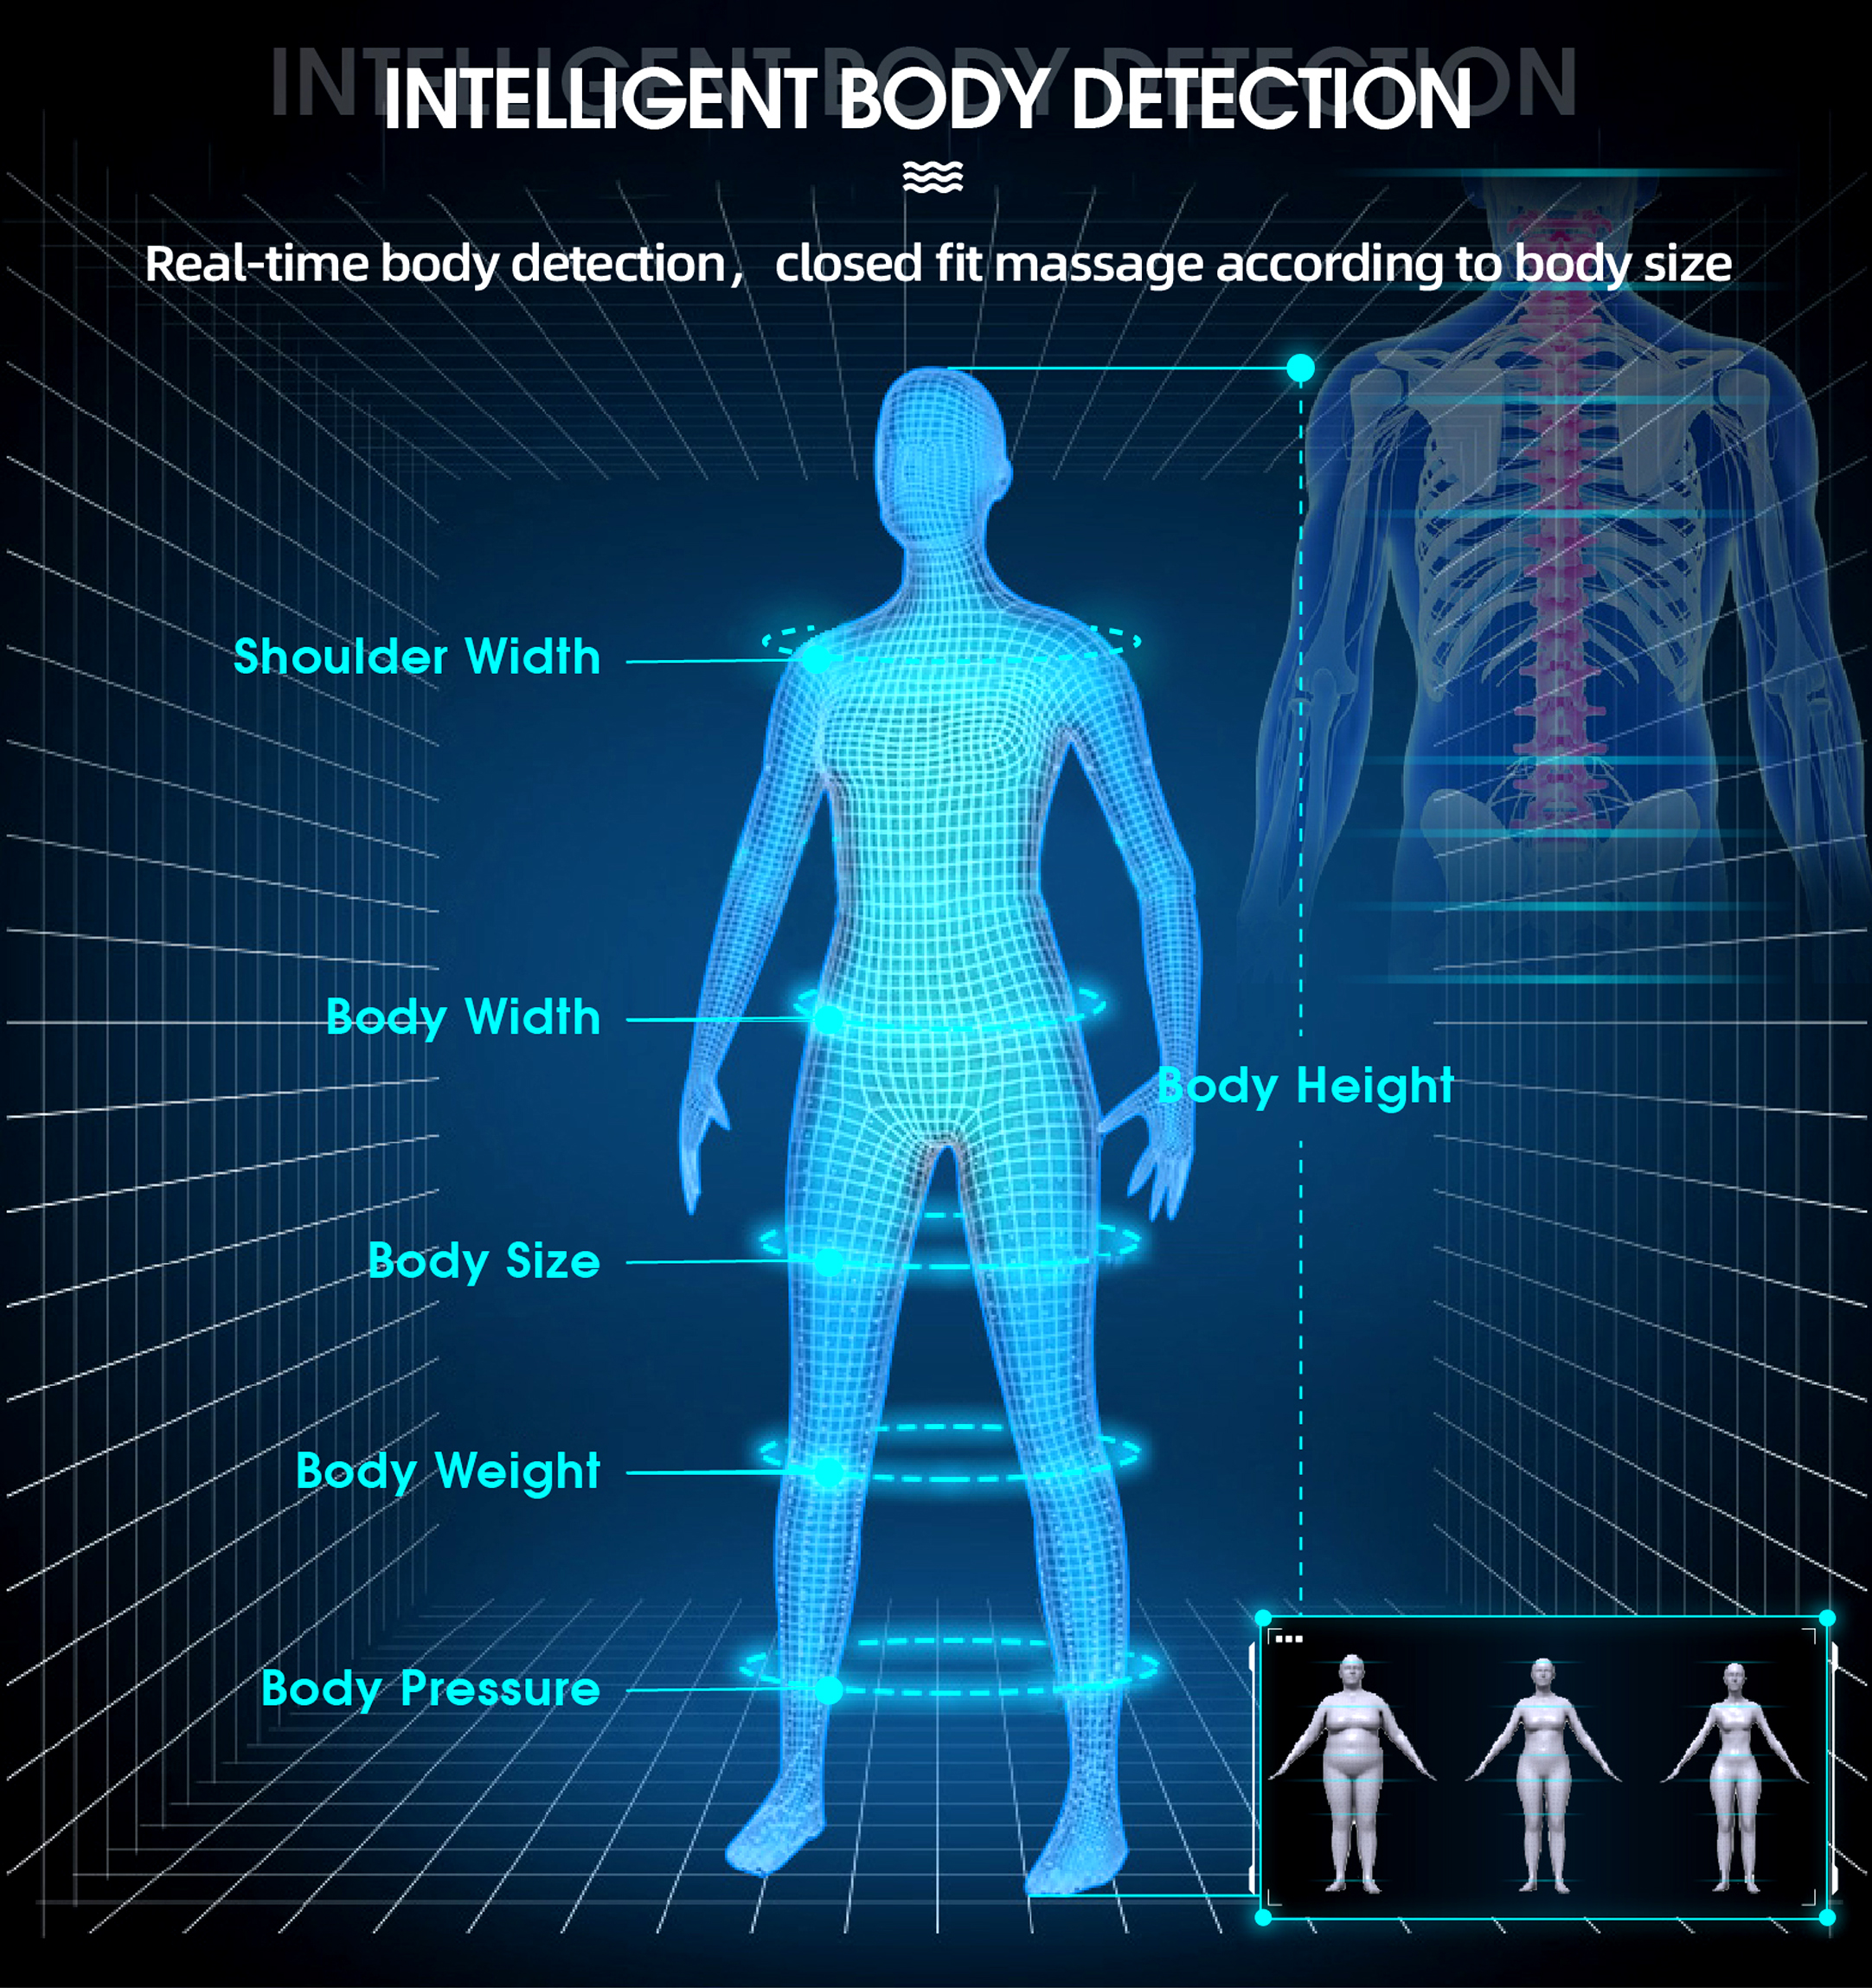 INTELLIGENT BODY DETECTION
INTELLIGENT BODY DETECTION
Real-time body detection， closed fit massage according to body size
Shoulder Width
Body Width
Body Height
Body Size
Body Weight
Body Pressure